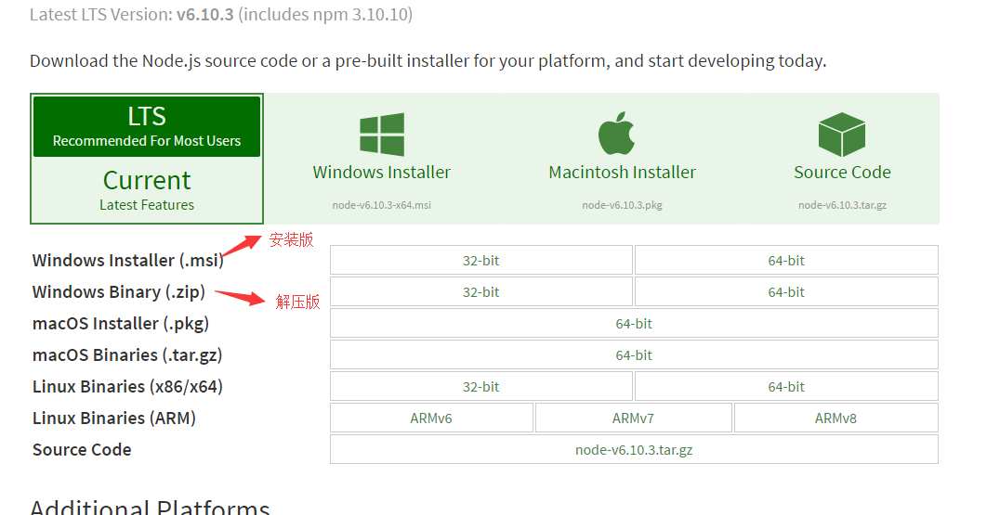 Latest LTS Version: v6.10.3 (includes npm 3.10.10)
Download the Node.js source code or a pre-built installer for your platform, and start developing today.
LTS
Recommended For Most Users
Current
Latest Features
Windows Installer
node-v6.10.3-x64.msi
Macintosh Installer
node-v6.10.3.pkg
Source Code
node-v6.10.3.tar.gz
安装版
Windows Installer (.msi) 32-bit 64-bit
Windows Binary (.zip) 解压版 32-bit 64-bit
macOS Installer (.pkg) 64-bit
macOS Binaries (.tar.gz) 64-bit
Linux Binaries (x86/x64) 32-bit 64-bit
Linux Binaries (ARM) ARMv6 ARMv7 ARMv8
Source Code node-v6.10.3.tar.gz
Additional Platforms